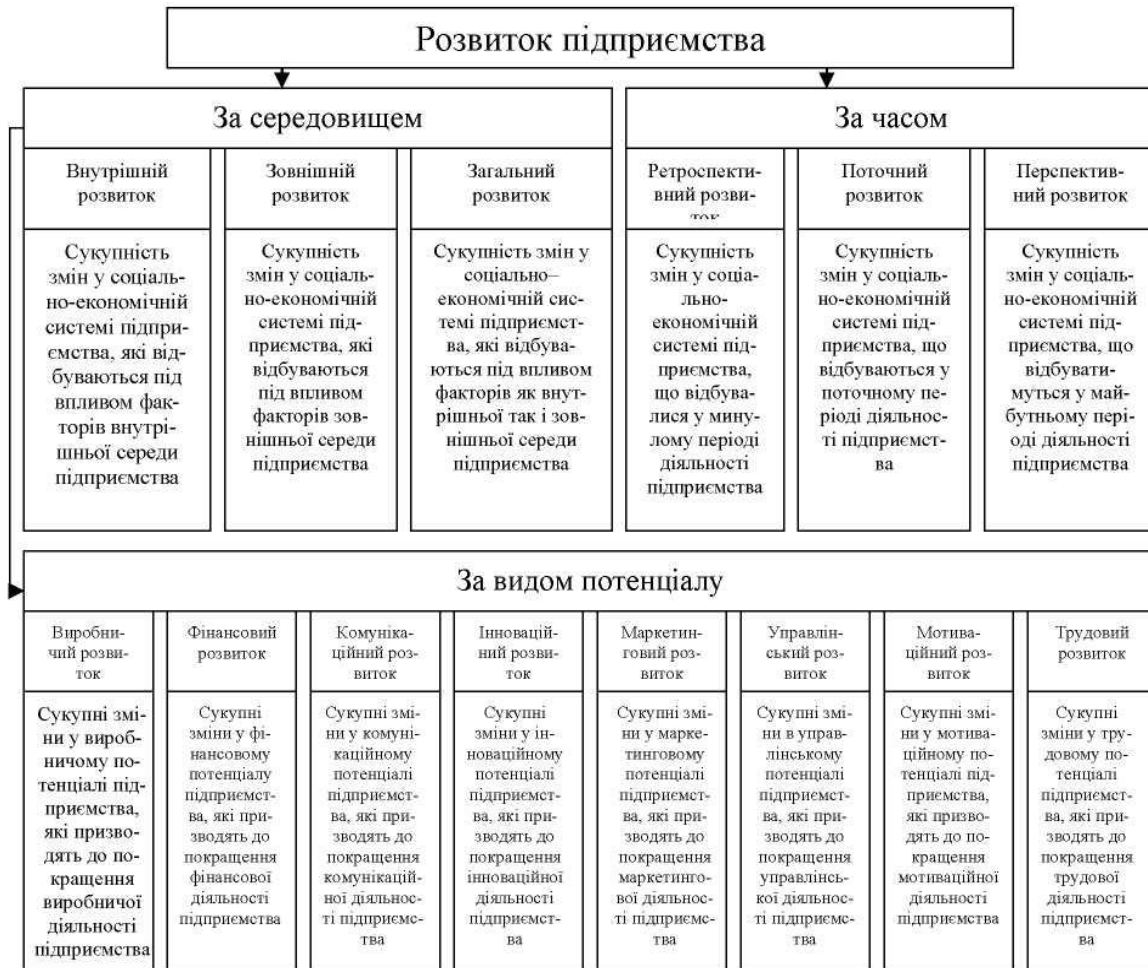 Розвиток підприємства
За середовищем
За часом
Внутрішній
розвиток
Зовнішній
розвиток
Загальний
розвиток
Ретроспекти-
вний розви-
ток
Поточний
розвиток
Перспектив-
ний розвиток
Сукупність
змін у соціаль-
но-економічній
системі підпри-
ємства, які від-
буваються під
впливом фак-
торів внутрі-
шньої середи
підприємства
Сукупність
змін у соціаль-
но-економічній
системі під-
приємства, які
відбуваються
під впливом
факторів зов-
нішньої середи
підприємства
Сукупність змін у
соціально–
економічній сис-
темі підприємст-
ва, які відбува-
ються під впливом
факторів як внут-
рішньої так і зо-
внішньої середи
підприємства
Сукупність
змін у соціа-
льно-
економічній
системі під-
приємства,
що відбува-
лися у мину-
лому періоді
діяльності
підприємства
Сукупність
змін у соціаль-
но-економічній
системі під-
приємства, що
відбуваються у
поточному пе-
ріоді діяльнос-
ті підприємст-
ва
Сукупність
змін у соціаль-
но-економічній
системі під-
приємства, що
відбувати-
муться у май-
бутньому пері-
оді діяльності
підприємства
За видом потенціалу
Виробни-
чий розви-
ток
Фінансовий
розвиток
Комуніка-
ційний роз-
виток
Інновацій-
ний розви-
ток
Маркетин-
говий роз-
виток
Управлін-
ський роз-
виток
Мотива-
ційний роз-
виток
Трудовий
розвиток
Сукупні змі-
ни у вироб-
ничому по-
тенціалі під-
приємства,
які призво-
дять до по-
кращення
виробничої
діяльності
підприємства
Сукупні
зміни у фі-
нансовому
потенціалу
підприємст-
ва, які при-
зводять до
покращення
фінансової
діяльності
підприємства
Сукупні змі-
ни у комуні-
каційному
потенціалі
підприємст-
ва, які при-
зводять до
покращення
комунікацій-
ної діяльнос-
ті підприємс-
тва
Сукупні
зміни у ін-
новаційному
потенціалі
підприємст-
ва, які при-
зводять до
покращення
інноваційної
діяльності
підприємст-
ва
Сукупні змі-
ни у марке-
тинговому
потенціалі
підприємст-
ва, які при-
зводять до
покращення
маркетинго-
вої діяльнос-
ті підприємс-
тва
Сукупні змі-
ни в управ-
лінському
потенціалі
підприємст-
ва, які при-
зводять до
покращення
управлінсь-
кої діяльнос-
ті підприємс-
тва
Сукупні змі-
ни у мотива-
ційному по-
тенціалі під-
приємства,
які призво-
дять до по-
кращення
мотиваційної
діяльності
підприємства
Сукупні
зміни у тру-
довому по-
тенціалі
підприємст-
ва, які при-
зводять до
покращення
трудової дія-
льності під-
приємст-
ва